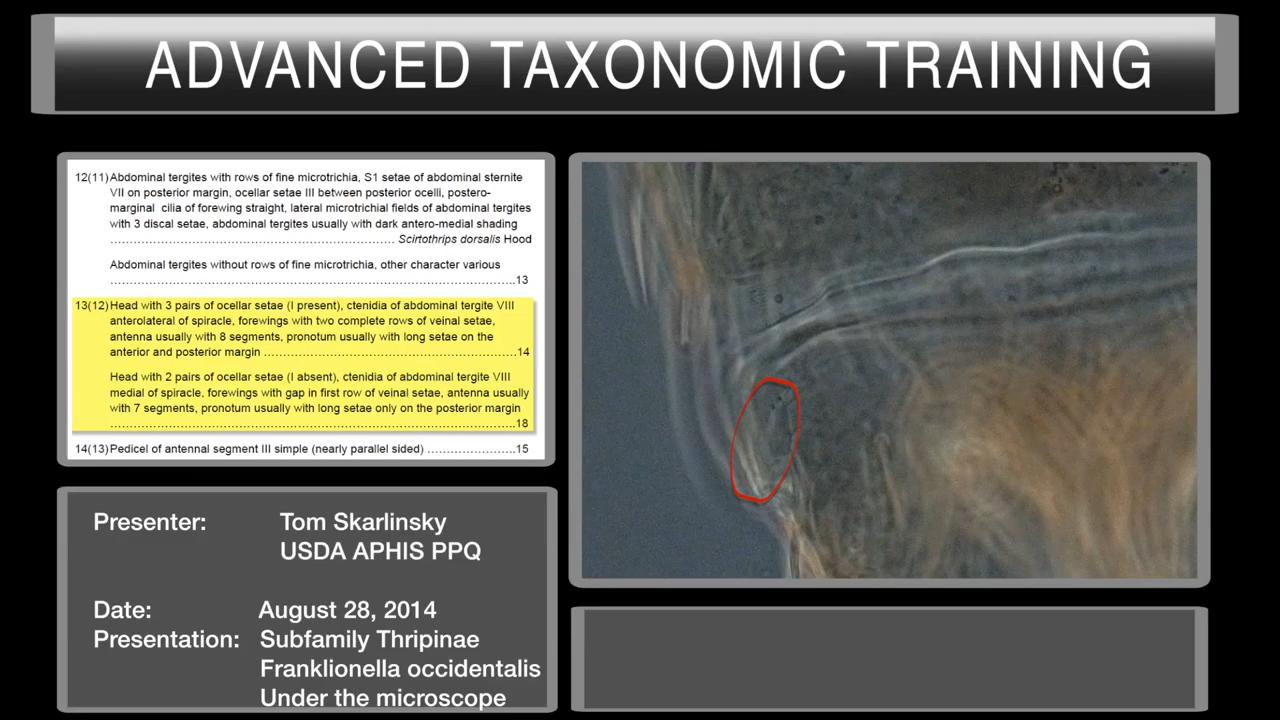 ADVANCED TAXONOMIC TRAINING
12(11) Abdominal tergites with rows of fine microtrichia, S1 setae of abdominal sternite
VII on posterior margin, ocellar setae III between posterior ocelli, postero-
marginal cilia of forewing straight, lateral microtrichial fields of abdominal tergites
with 3 discal setae, abdominal tergites usually with dark antero-medial shading
................................................................................ Scirtothrips dorsalis Hood
Abdominal tergites without rows of fine microtrichia, other character various
........................................................................................................13
13(12) Head with 3 pairs of ocellar setae (I present), ctenidia of abdominal tergite VIII
anterolateral of spiracle, forewings with two complete rows of veinal setae,
antenna usually with 8 segments, pronotum usually with long setae on the
anterior and posterior margin .................................................................14
Head with 2 pairs of ocellar setae (I absent), ctenidia of abdominal tergite VIII
medial of spiracle, forewings with gap in first row of veinal setae, antenna usually
with 7 segments, pronotum usually with long setae only on the posterior margin
........................................................................................................18
14(13) Pedicel of antennal segment III simple (nearly parallel sided) .......................15
Presenter: Tom Skarlinsky
USDA APHIS PPQ
Date: August 28, 2014
Presentation: Subfamily Thripinae
Franklionella occidentalis
Under the microscope